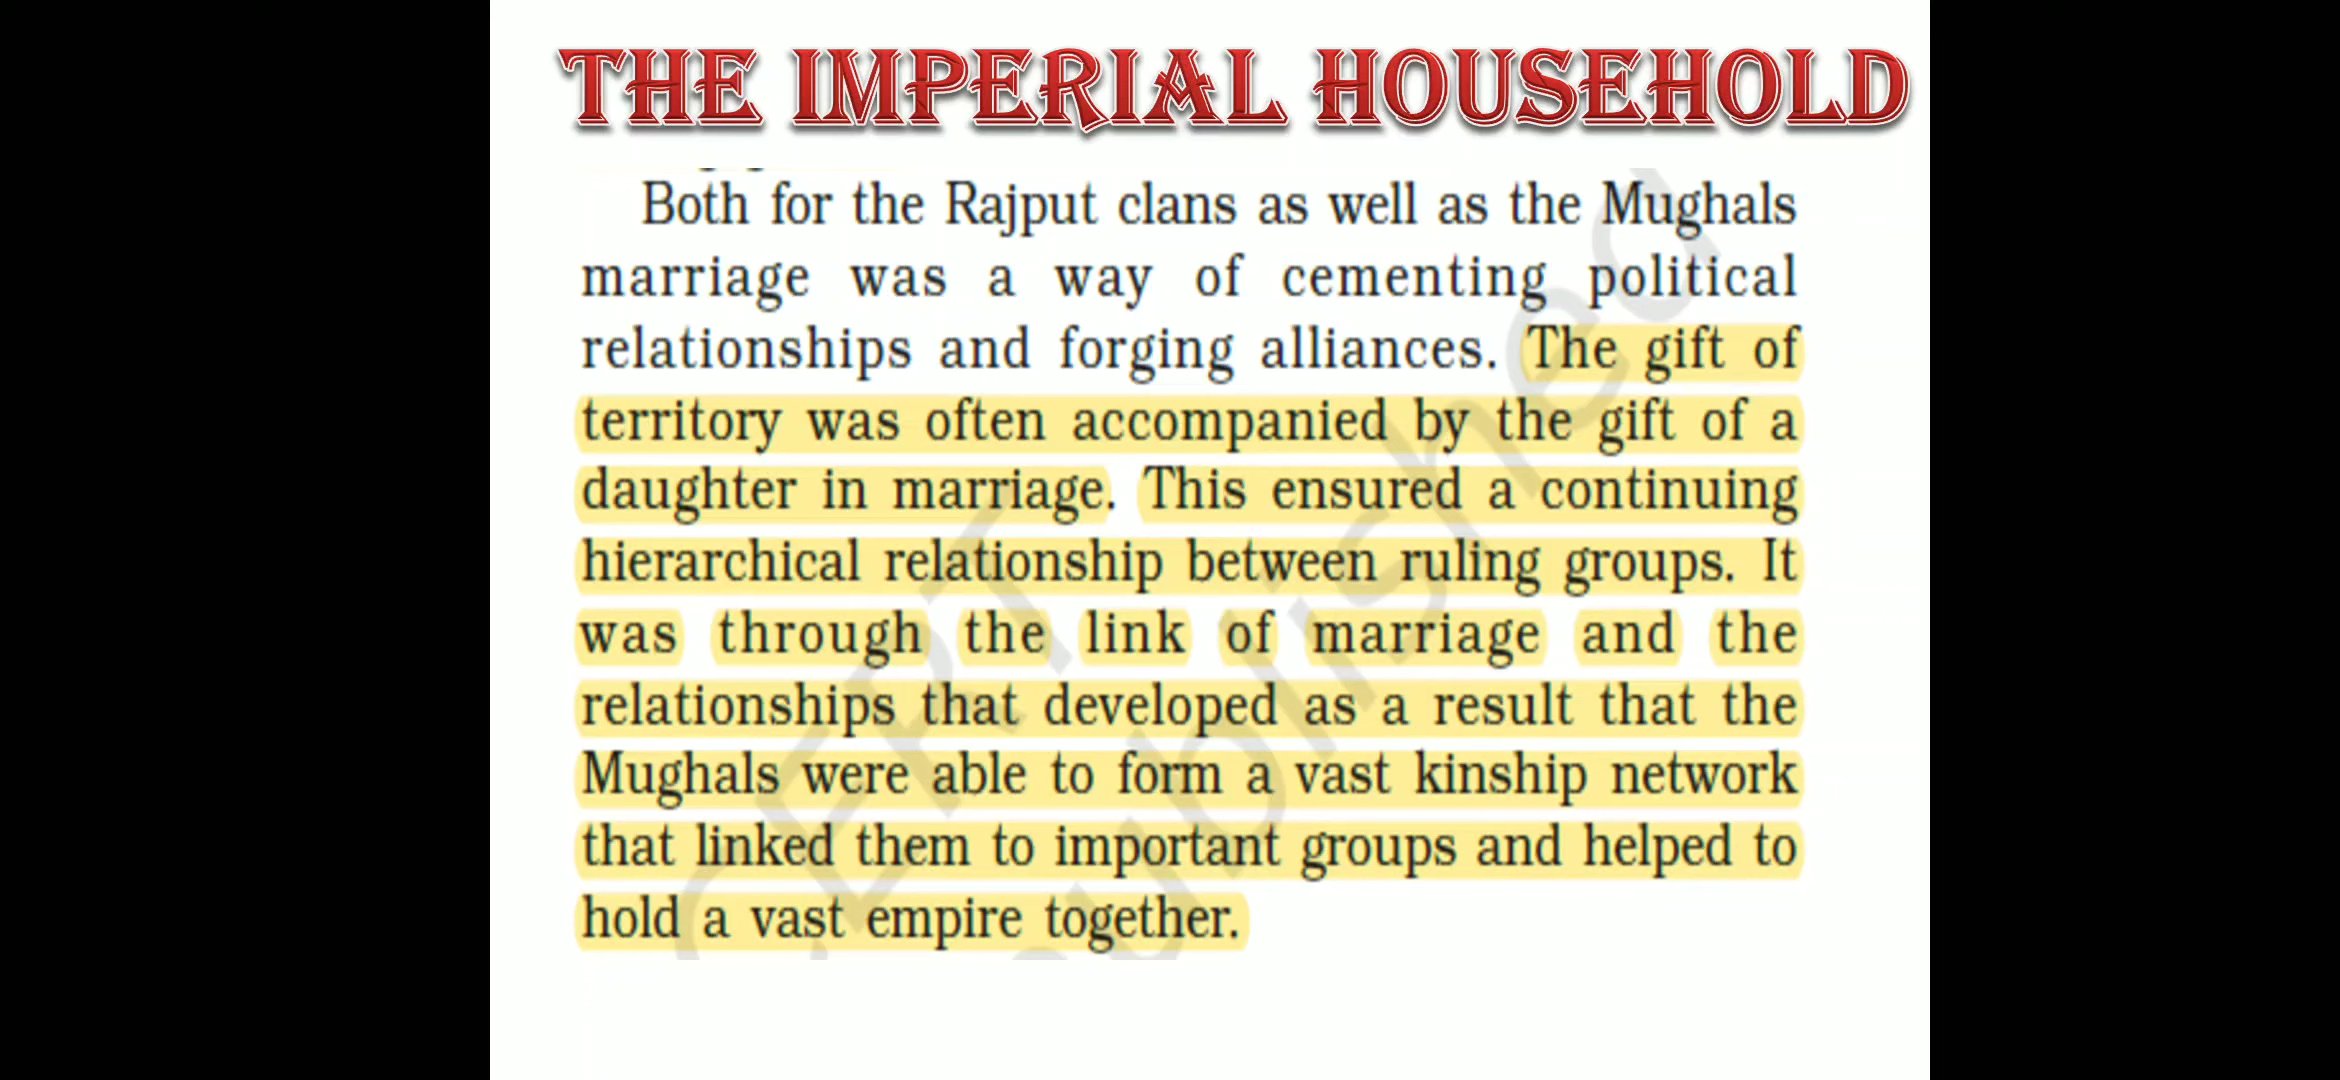 THE IMPERIAL HOUSEHOLD
Both for the Rajput clans as well as the Mughals
marriage was a way of cementing political
relationships and forging alliances. The gift of
territory was often accompanied by the gift of a
daughter in marriage. This ensured a continuing
hierarchical relationship between ruling groups. It
was through the link of marriage and the
relationships that developed as a result that the
Mughals were able to form a vast kinship network
that linked them to important groups and helped to
hold a vast empire together.